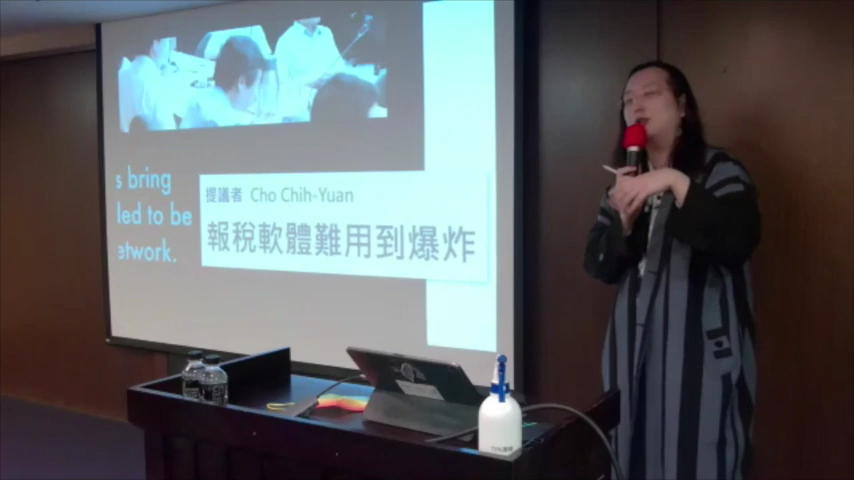 s bring
led to be
etwork.
提議者 Cho Chih-Yuan
報稅軟體難用到爆炸